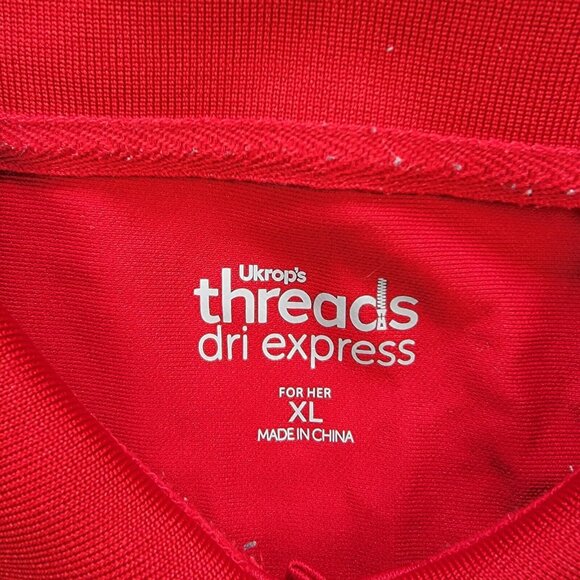 Ukrop's
threads
dri express
FOR HER
XL
MADE IN CHINA